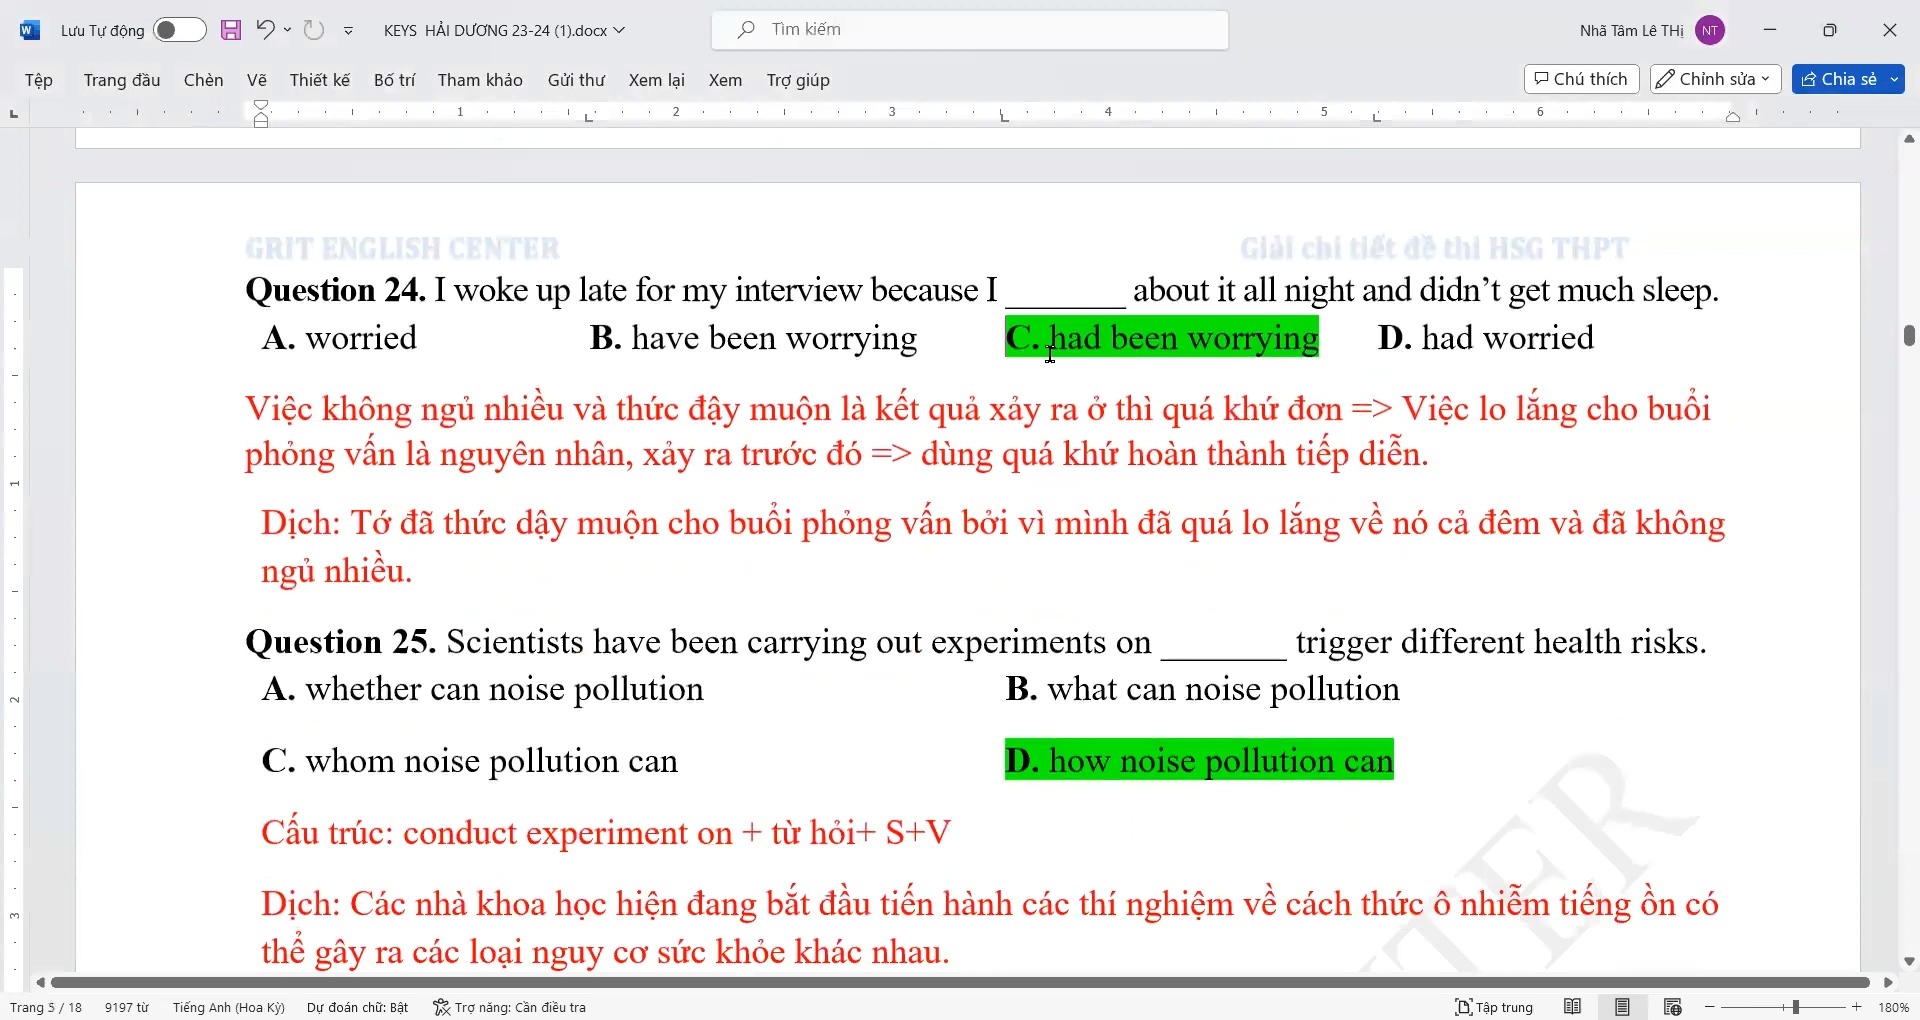 Lưu Tự động
KEYS HẢI DƯƠNG 23-24 (1).docx
Tìm kiếm
Nhã Tâm Lê THị
NT
Tệp Trang đầu Chèn Vẽ Thiết kế Bố trí Tham khảo Gửi thư Xem lại Xem Trợ giúp
Chú thích Chỉnh sửa Chia sẻ
1 2 3 4 5 6
GRIT ENGLISH CENTER Giải chi tiết đề thi HSG THPT
Question 24. I woke up late for my interview because I _______ about it all night and didn’t get much sleep.
A. worried B. have been worrying C. had been worrying D. had worried
Việc không ngủ nhiều và thức đậy muộn là kết quả xảy ra ở thì quá khứ đơn => Việc lo lắng cho buổi
phỏng vấn là nguyên nhân, xảy ra trước đó => dùng quá khứ hoàn thành tiếp diễn.
Dịch: Tớ đã thức dậy muộn cho buổi phỏng vấn bởi vì mình đã quá lo lắng về nó cả đêm và đã không
ngủ nhiều.
Question 25. Scientists have been carrying out experiments on _______ trigger different health risks.
A. whether can noise pollution B. what can noise pollution
C. whom noise pollution can D. how noise pollution can
Cấu trúc: conduct experiment on + từ hỏi+ S+V
Dịch: Các nhà khoa học hiện đang bắt đầu tiến hành các thí nghiệm về cách thức ô nhiễm tiếng ồn có
thể gây ra các loại nguy cơ sức khỏe khác nhau.
TER
1
2
3
Trang 5 / 18 9197 từ Tiếng Anh (Hoa Kỳ) Dự đoán chữ: Bật Trợ năng: Cần điều tra
Tập trung
180%